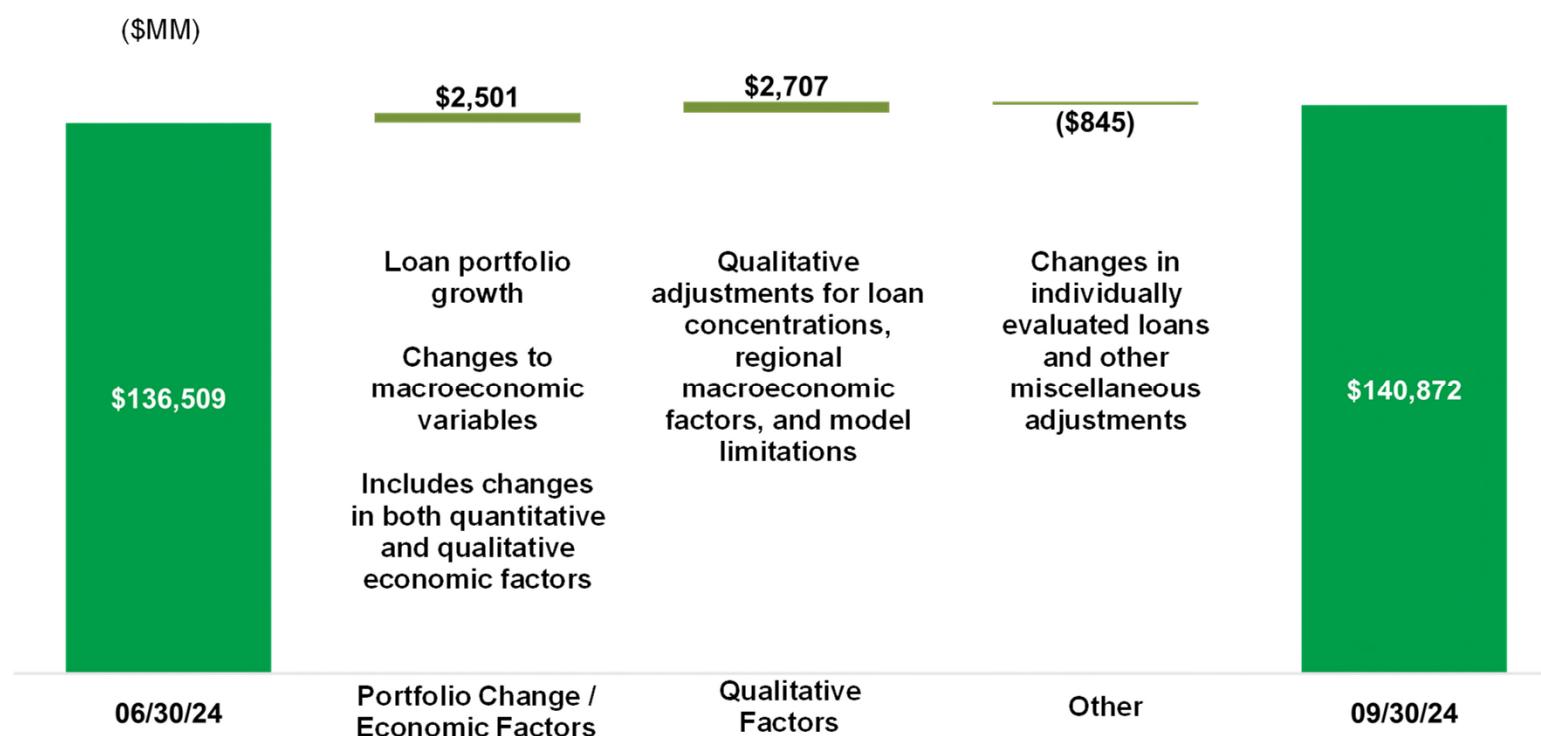 ($MM)
$2,501
$2,707
($845)
Loan portfolio
growth
Changes to
macroeconomic
variables
Includes changes
in both quantitative
and qualitative
economic factors
Qualitative
adjustments for loan
concentrations,
regional
macroeconomic
factors, and model
limitations
Changes in
individually
evaluated loans
and other
miscellaneous
adjustments
$136,509
$140,872
06/30/24
Portfolio Change /
Economic Factors
Qualitative
Factors
Other
09/30/24